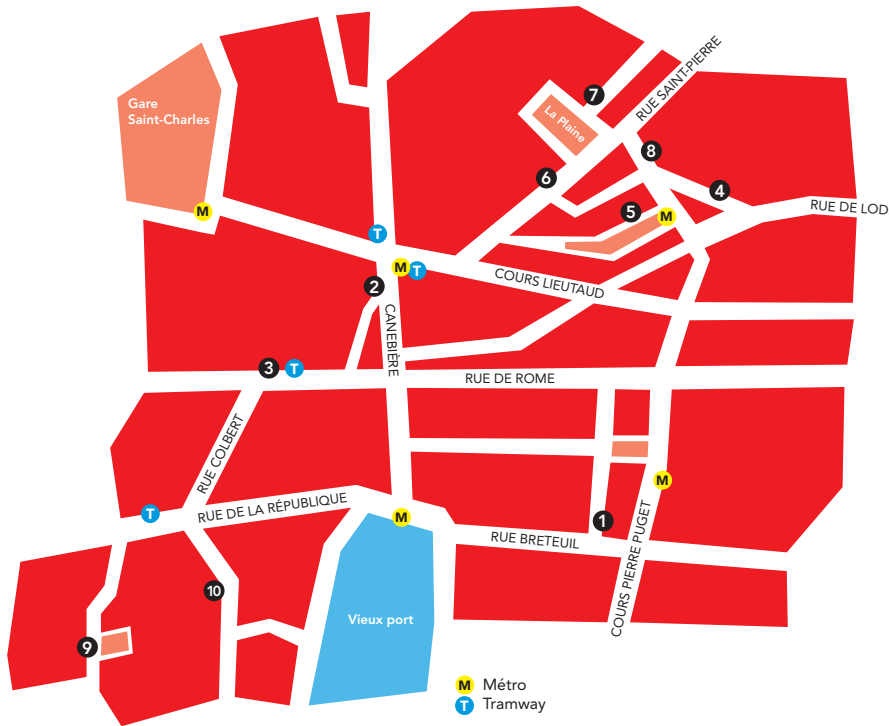 Gare
Saint-Charles
La Plaine
RUE SAINT-PIERRE
7
8
6
4
5
M
RUE DE LOD
M
T
M
T
COURS LIEUTAUD
2
CANEBIÈRE
3
T
RUE DE ROME
RUE COLBERT
M
T
RUE DE LA RÉPUBLIQUE
M
1
RUE BRETEUIL
COURS PIERRE PUGET
10
Vieux port
9
M Métro
T Tramway